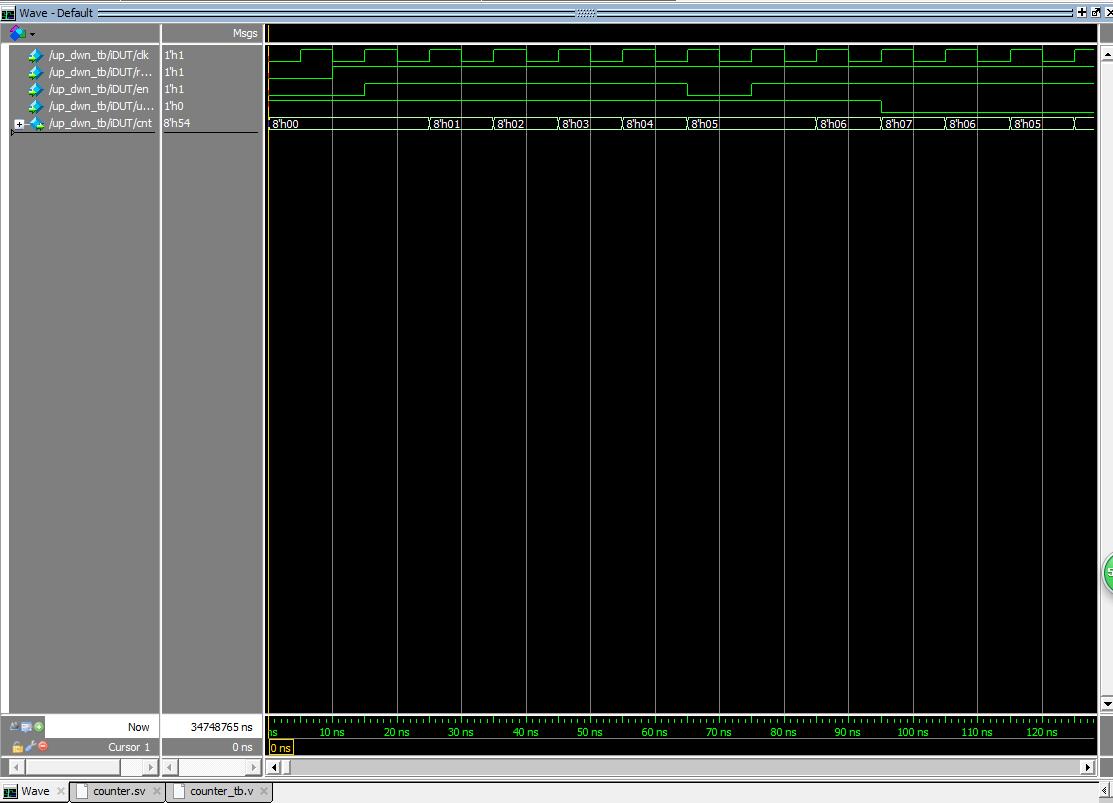 Wave - Default
Msgs
/up_dwn_tb/iDUT/clk 1'h1
/up_dwn_tb/iDUT/r... 1'h1
/up_dwn_tb/iDUT/en 1'h1
/up_dwn_tb/iDUT/u... 1'h0
/up_dwn_tb/iDUT/cnt 8'h54 8'h00 8'h01 8'h02 8'h03 8'h04 8'h05 8'h06 8'h07 8'h06 8'h05
5
Now 34748765 ns ns 10 ns 20 ns 30 ns 40 ns 50 ns 60 ns 70 ns 80 ns 90 ns 100 ns 110 ns 120 ns
Cursor 1 0 ns 0 ns
Wave counter.sv counter_tb.v